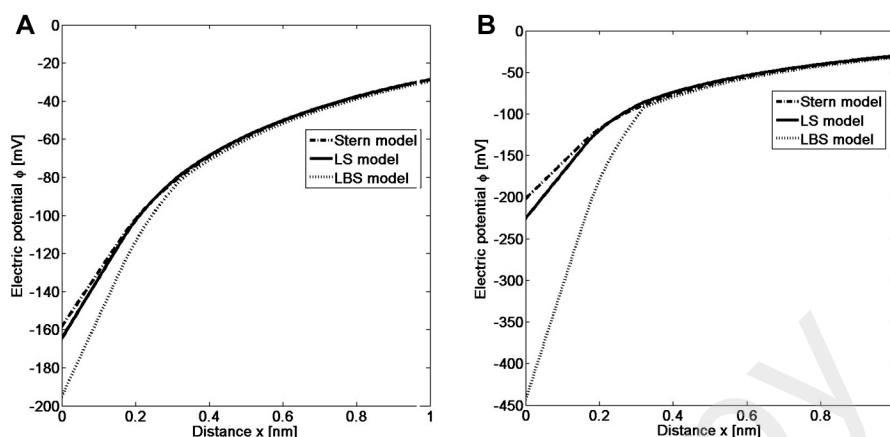 A
0
-20
-40
-60
-80
-100
-120
-140
-160
-180
-200
0
0.2
0.4
0.6
0.8
1
Electric potential ϕ [mV]
Distance x [nm]
Stern model
LS model
LBS model
B
0
-50
-100
-150
-200
-250
-300
-350
-400
-450
0
0.2
0.4
0.6
0.8
Electric potential ϕ [mV]
Distance x [nm]
Stern model
LS model
LBS model